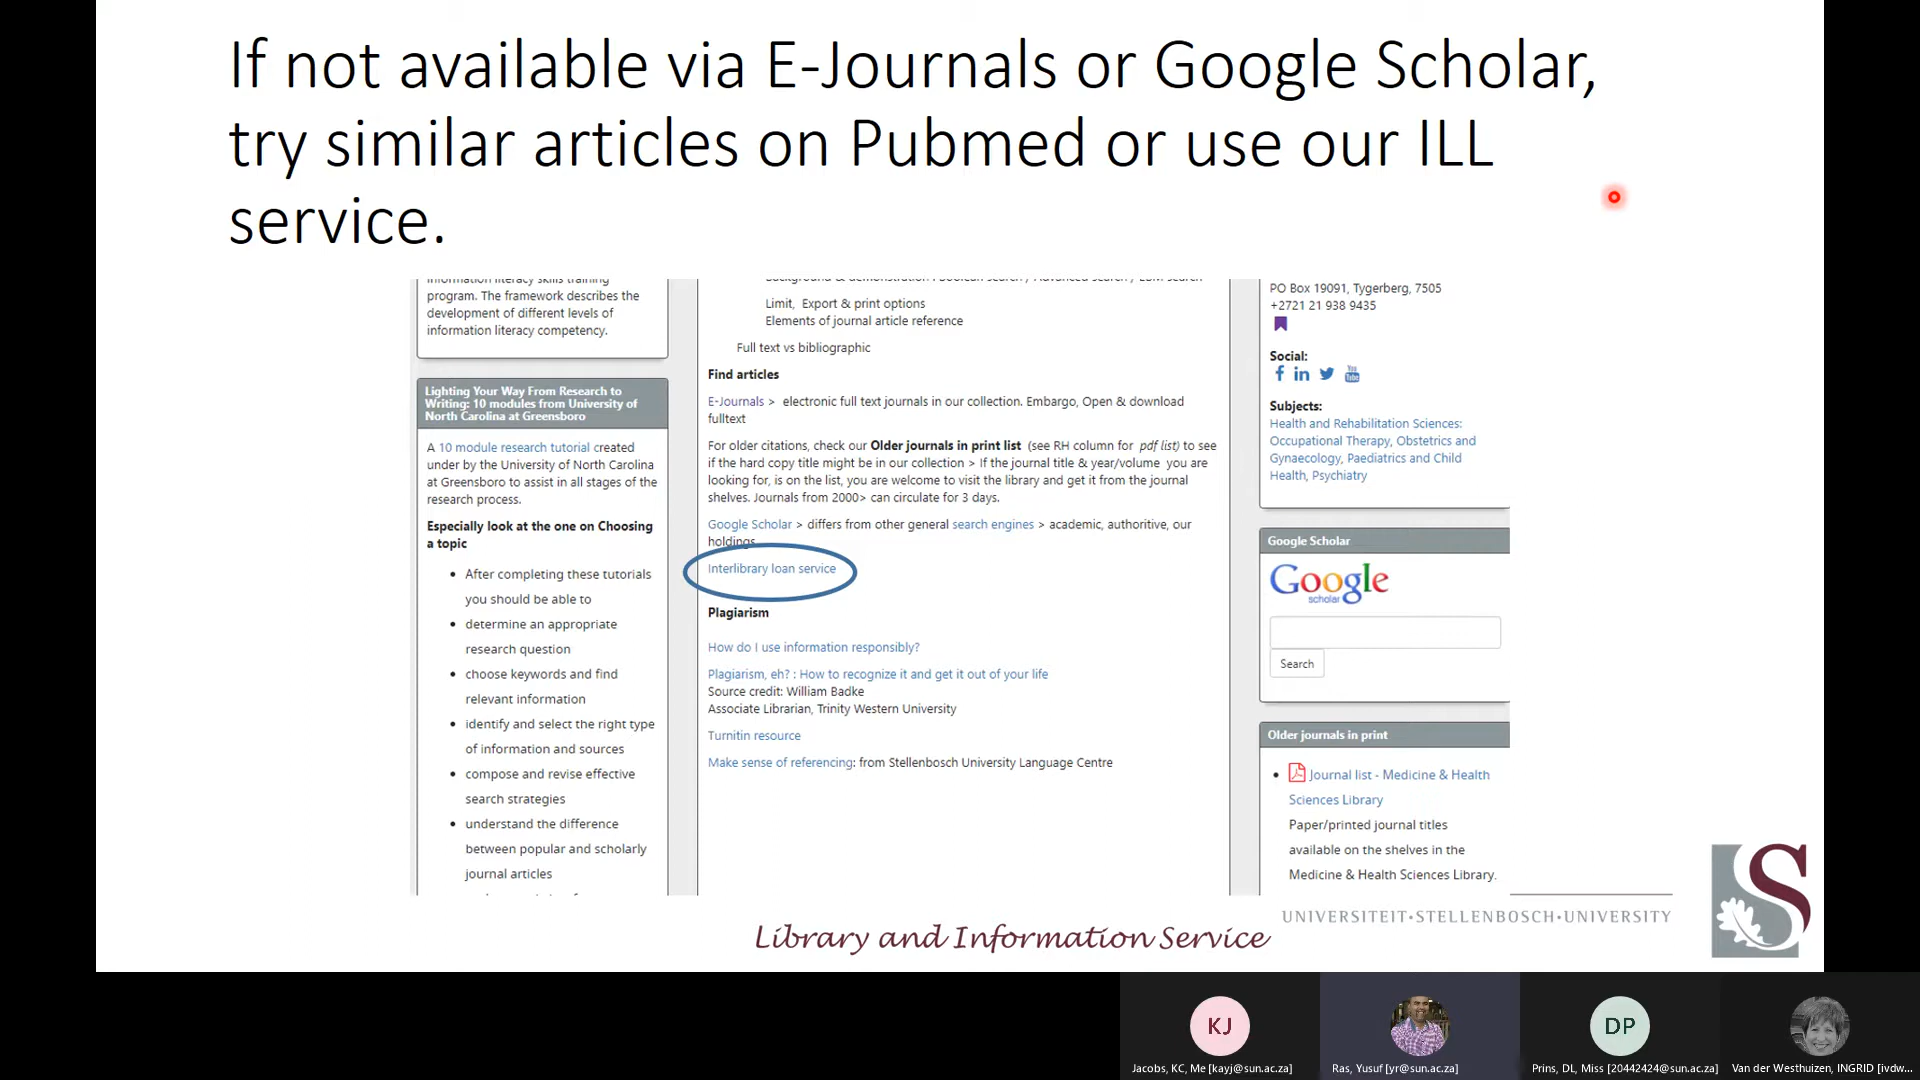 If not available via E-Journals or Google Scholar,
try similar articles on Pubmed or use our ILL
service.
information literacy skills training
program. The framework describes the
development of different levels of
information literacy competency.
Lighting Your Way From Research to
Writing: 10 modules from University of
North Carolina at Greensboro
A 10 module research tutorial created
under by the University of North Carolina
at Greensboro to assist in all stages of the
research process.
Especially look at the one on Choosing
a topic
After completing these tutorials
you should be able to
determine an appropriate
research question
choose keywords and find
relevant information
identify and select the right type
of information and sources
compose and revise effective
search strategies
understand the difference
between popular and scholarly
journal articles
Background & demonstration : Boolean search / Advanced search / EBM search
Limit, Export & print options
Elements of journal article reference
Full text vs bibliographic
Find articles
E-Journals > electronic full text journals in our collection. Embargo, Open & download
fulltext
For older citations, check our Older journals in print list (see RH column for pdf list) to see
if the hard copy title might be in our collection > If the journal title & year/volume you are
looking for, is on the list, you are welcome to visit the library and get it from the journal
shelves. Journals from 2000> can circulate for 3 days.
Google Scholar > differs from other general search engines > academic, authoritive, our
holdings
Interlibrary loan service
Plagiarism
How do I use information responsibly?
Plagiarism, eh? : How to recognize it and get it out of your life
Source credit: William Badke
Associate Librarian, Trinity Western University
Turnitin resource
Make sense of referencing: from Stellenbosch University Language Centre
PO Box 19091, Tygerberg, 7505
+2721 21 938 9435
Social:
You Tube
Subjects:
Health and Rehabilitation Sciences:
Occupational Therapy, Obstetrics and
Gynaecology, Paediatrics and Child
Health, Psychiatry
Google Scholar
Google
scholar
Search
Older journals in print
Journal list - Medicine & Health
Sciences Library
Paper/printed journal titles
available on the shelves in the
Medicine & Health Sciences Library.
UNIVERSITEIT•STELLENBOSCH•UNIVERSITY
Library and Information Service
KJ
DP
Jacobs, KC, Me [kayj@sun.ac.za]
Ras, Yusuf [yr@sun.ac.za]
Prins, DL, Miss [20442424@sun.ac.za]
Van der Westhuizen, INGRID [ivdw...